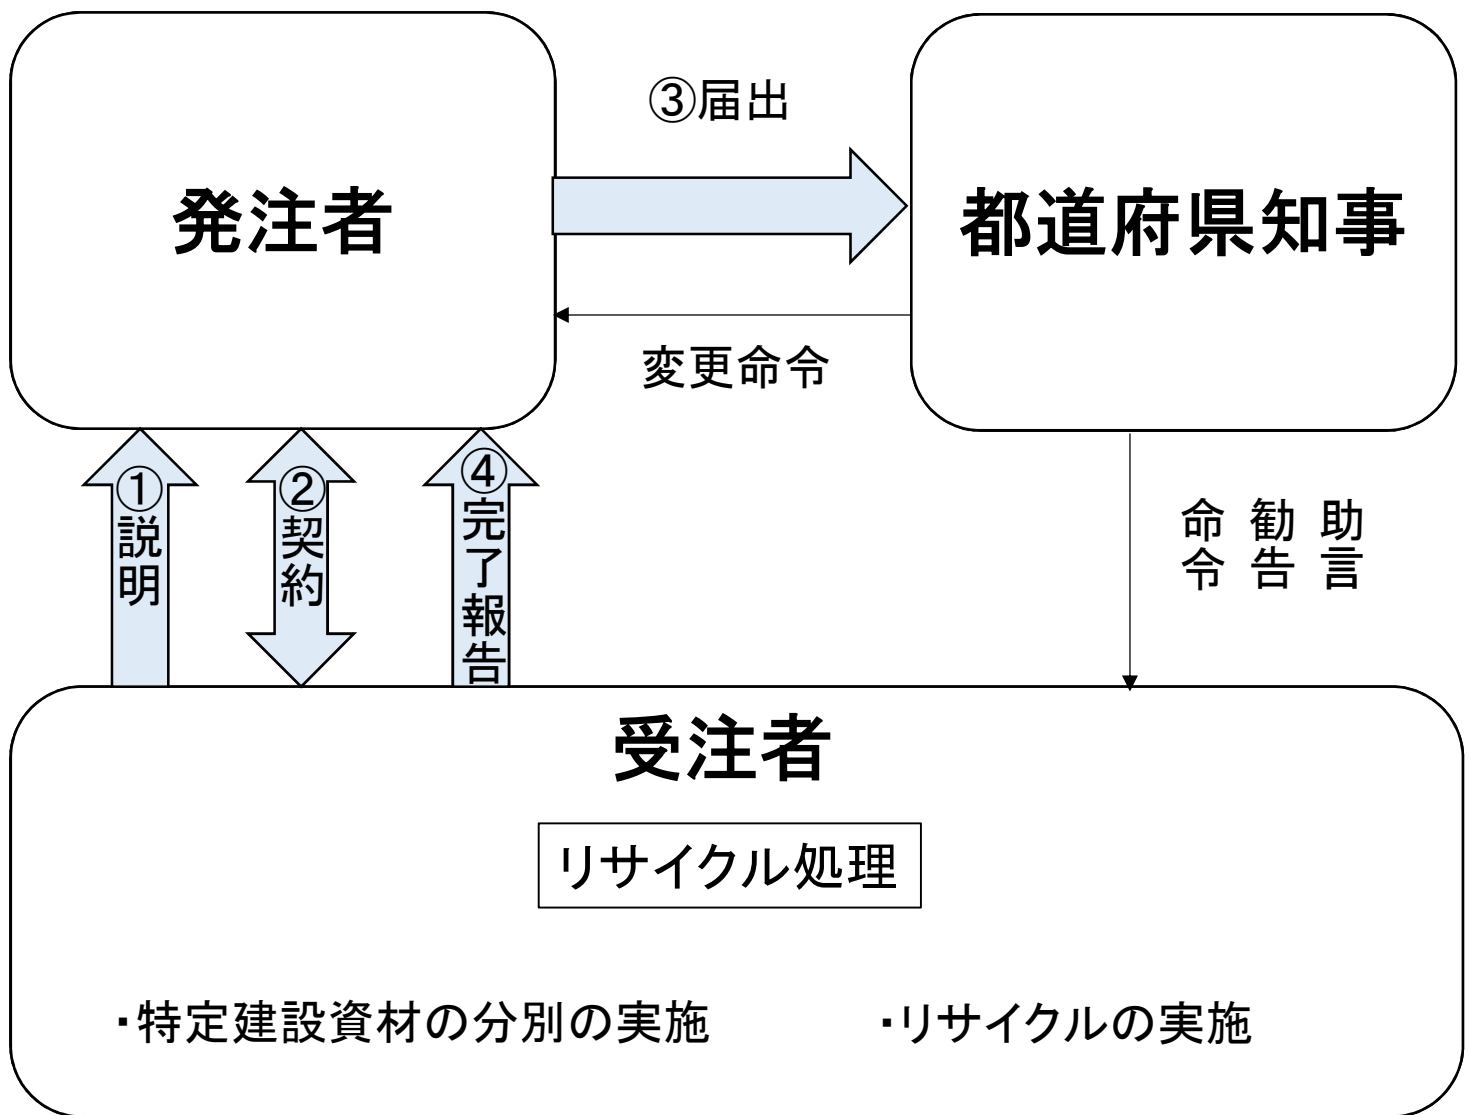 発注者
③届出
都道府県知事
変更命令
①説明
②契約
④完了報告
助言
勧告
命令
受注者
リサイクル処理
・特定建設資材の分別の実施
・リサイクルの実施